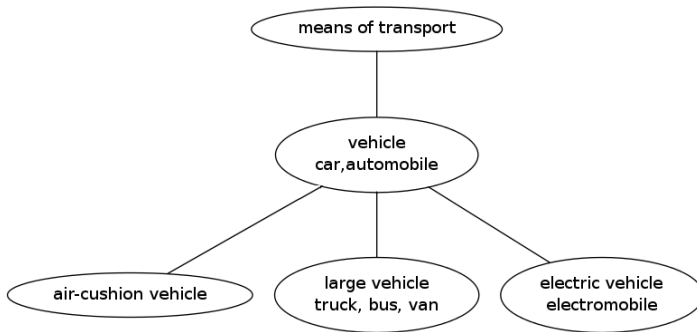 means of transport
vehicle
car,automobile
air-cushion vehicle
large vehicle
truck, bus, van
electric vehicle
electromobile